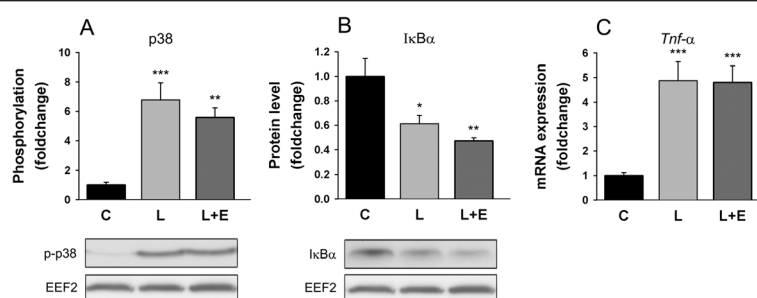 A
p38
Phosphorylation
(foldchange)
10
8
6
4
2
0
***
**
C L L+E
p-p38
EEF2
B
IκBα
Protein level
(foldchange)
1.2
1.0
0.8
0.6
0.4
0.2
0.0
*
**
C L L+E
IκBα
EEF2
C
Tnf-α
mRNA expression
(foldchange)
6
5
4
3
2
1
0
***
***
C L L+E